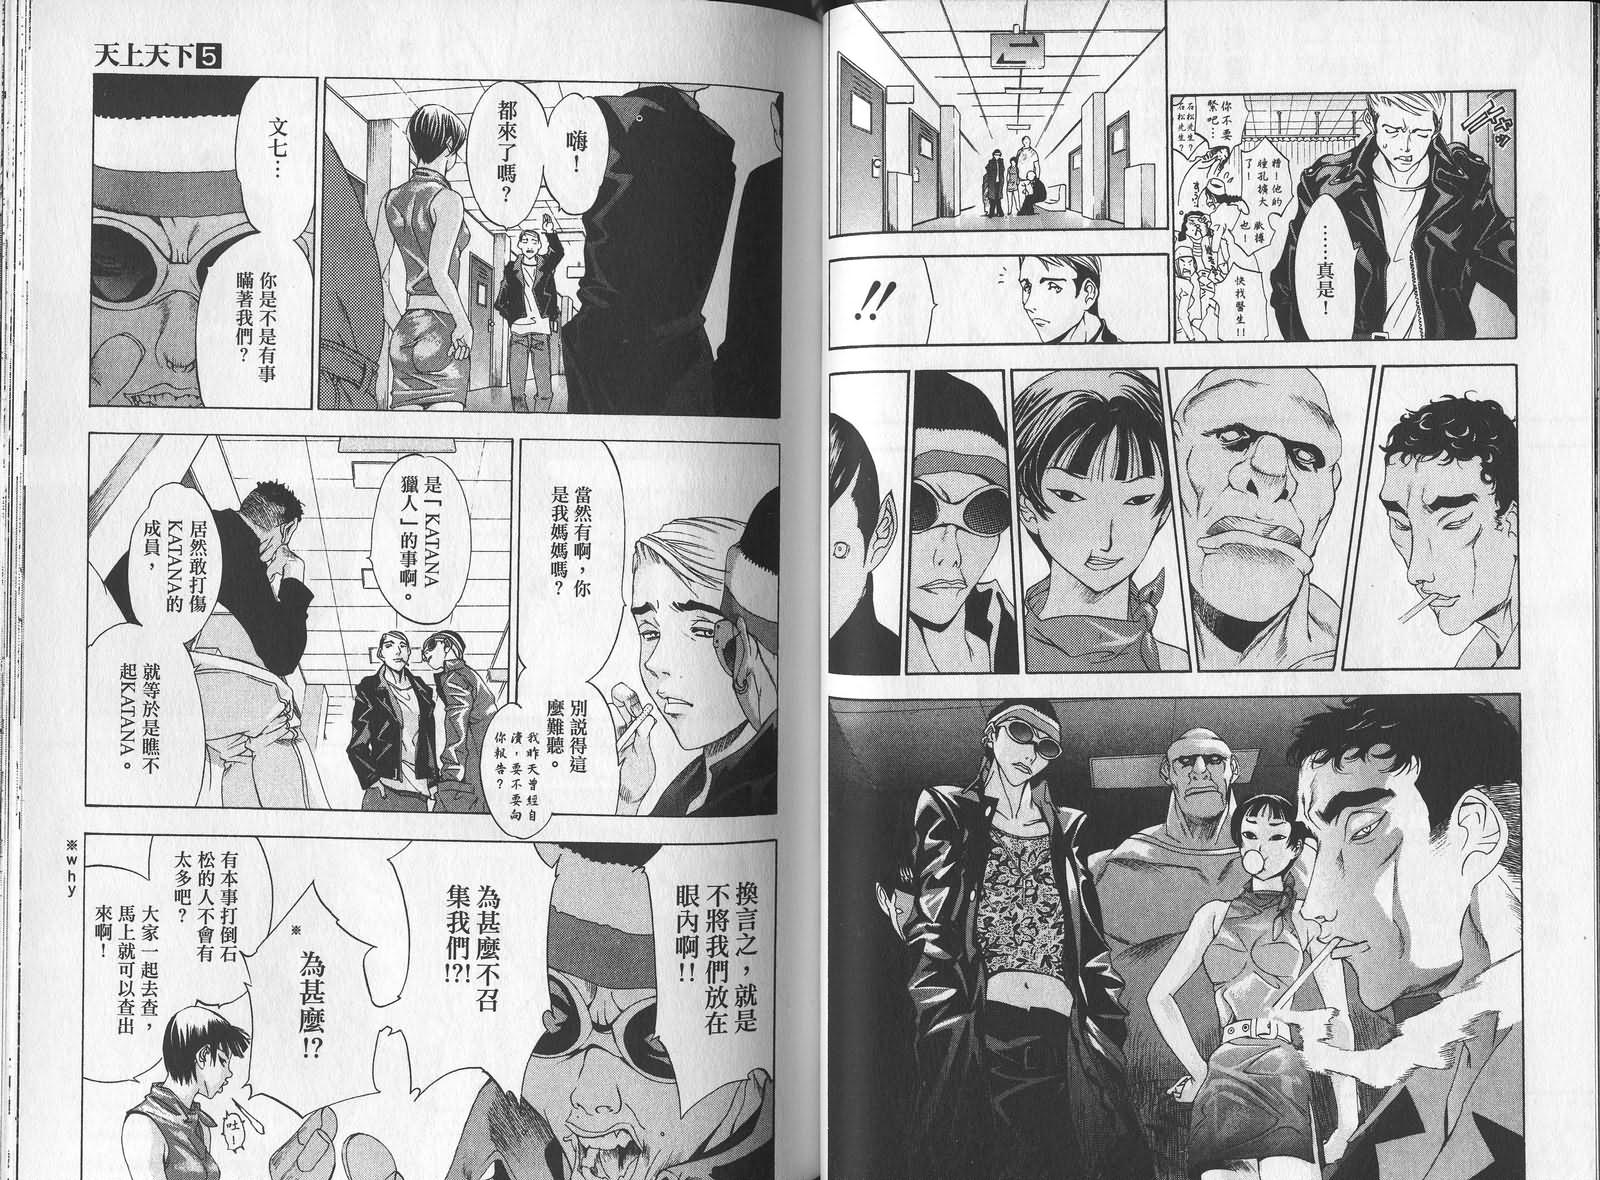 天上天下5
……真是！
你不要
緊吧…
石松先生？
石松先生？
糟！他的
瞳孔擴大
了！
脈搏
也！
快找醫生!!
!!
嗨！
都來了嗎？
文七…
你是不是有事
瞞著我們？
當然有啊，你
是我媽媽嗎？
別說得這
麼難聽。
我昨天曾經自
瀆，要不要向
你報告？
是「KATANA
獵人」的事啊。
居然敢打傷
KATANA的
成員，
就等於是瞧不
起KATANA。
換言之，就是
不將我們放在
眼內啊!!
為甚麼不召
集我們!?!
※
為甚麼!?
有本事打倒石
松的人不會有
太多吧？
大家一起去查，
馬上就可以查出
來啊！
吐！
※why